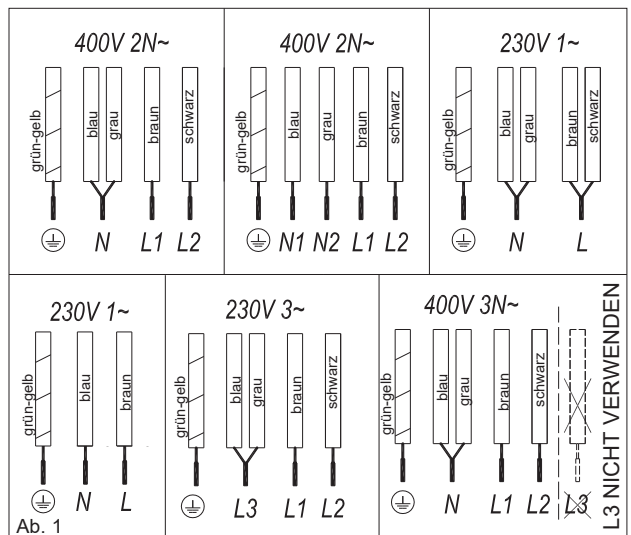 400V 2N~
grün-gelb
blau
grau
braun
schwarz
N L1 L2
400V 2N~
grün-gelb
blau
grau
braun
schwarz
N1 N2 L1 L2
230V 1~
grün-gelb
blau
grau
braun
schwarz
N L
230V 1~
grün-gelb
blau
braun
N L
Ab. 1
230V 3~
grün-gelb
blau
grau
braun
schwarz
L3 L1 L2
400V 3N~
grün-gelb
blau
grau
braun
schwarz
N L1 L2 L3
L3 NICHT VERWENDEN